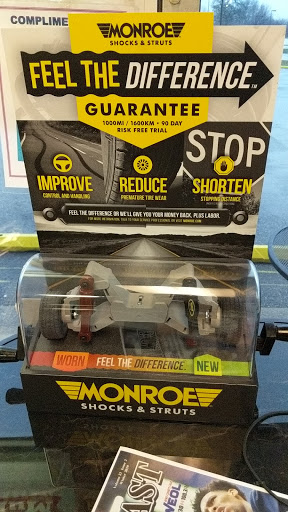 COMPLIME
MONROE
SHOCKS & STRUTS
FEEL THE DIFFERENCE™
GUARANTEE
1000MI / 1600KM • 90 DAY
RISK FREE TRIAL
STOP
IMPROVE
CONTROL AND HANDLING
REDUCE
PREMATURE TIRE WEAR
SHORTEN
STOPPING DISTANCE
FEEL THE DIFFERENCE OR WE'LL GIVE YOU YOUR MONEY BACK, PLUS LABOR.
WORN FEEL THE DIFFERENCE. NEW
MONROE
SHOCKS & STRUTS
AST